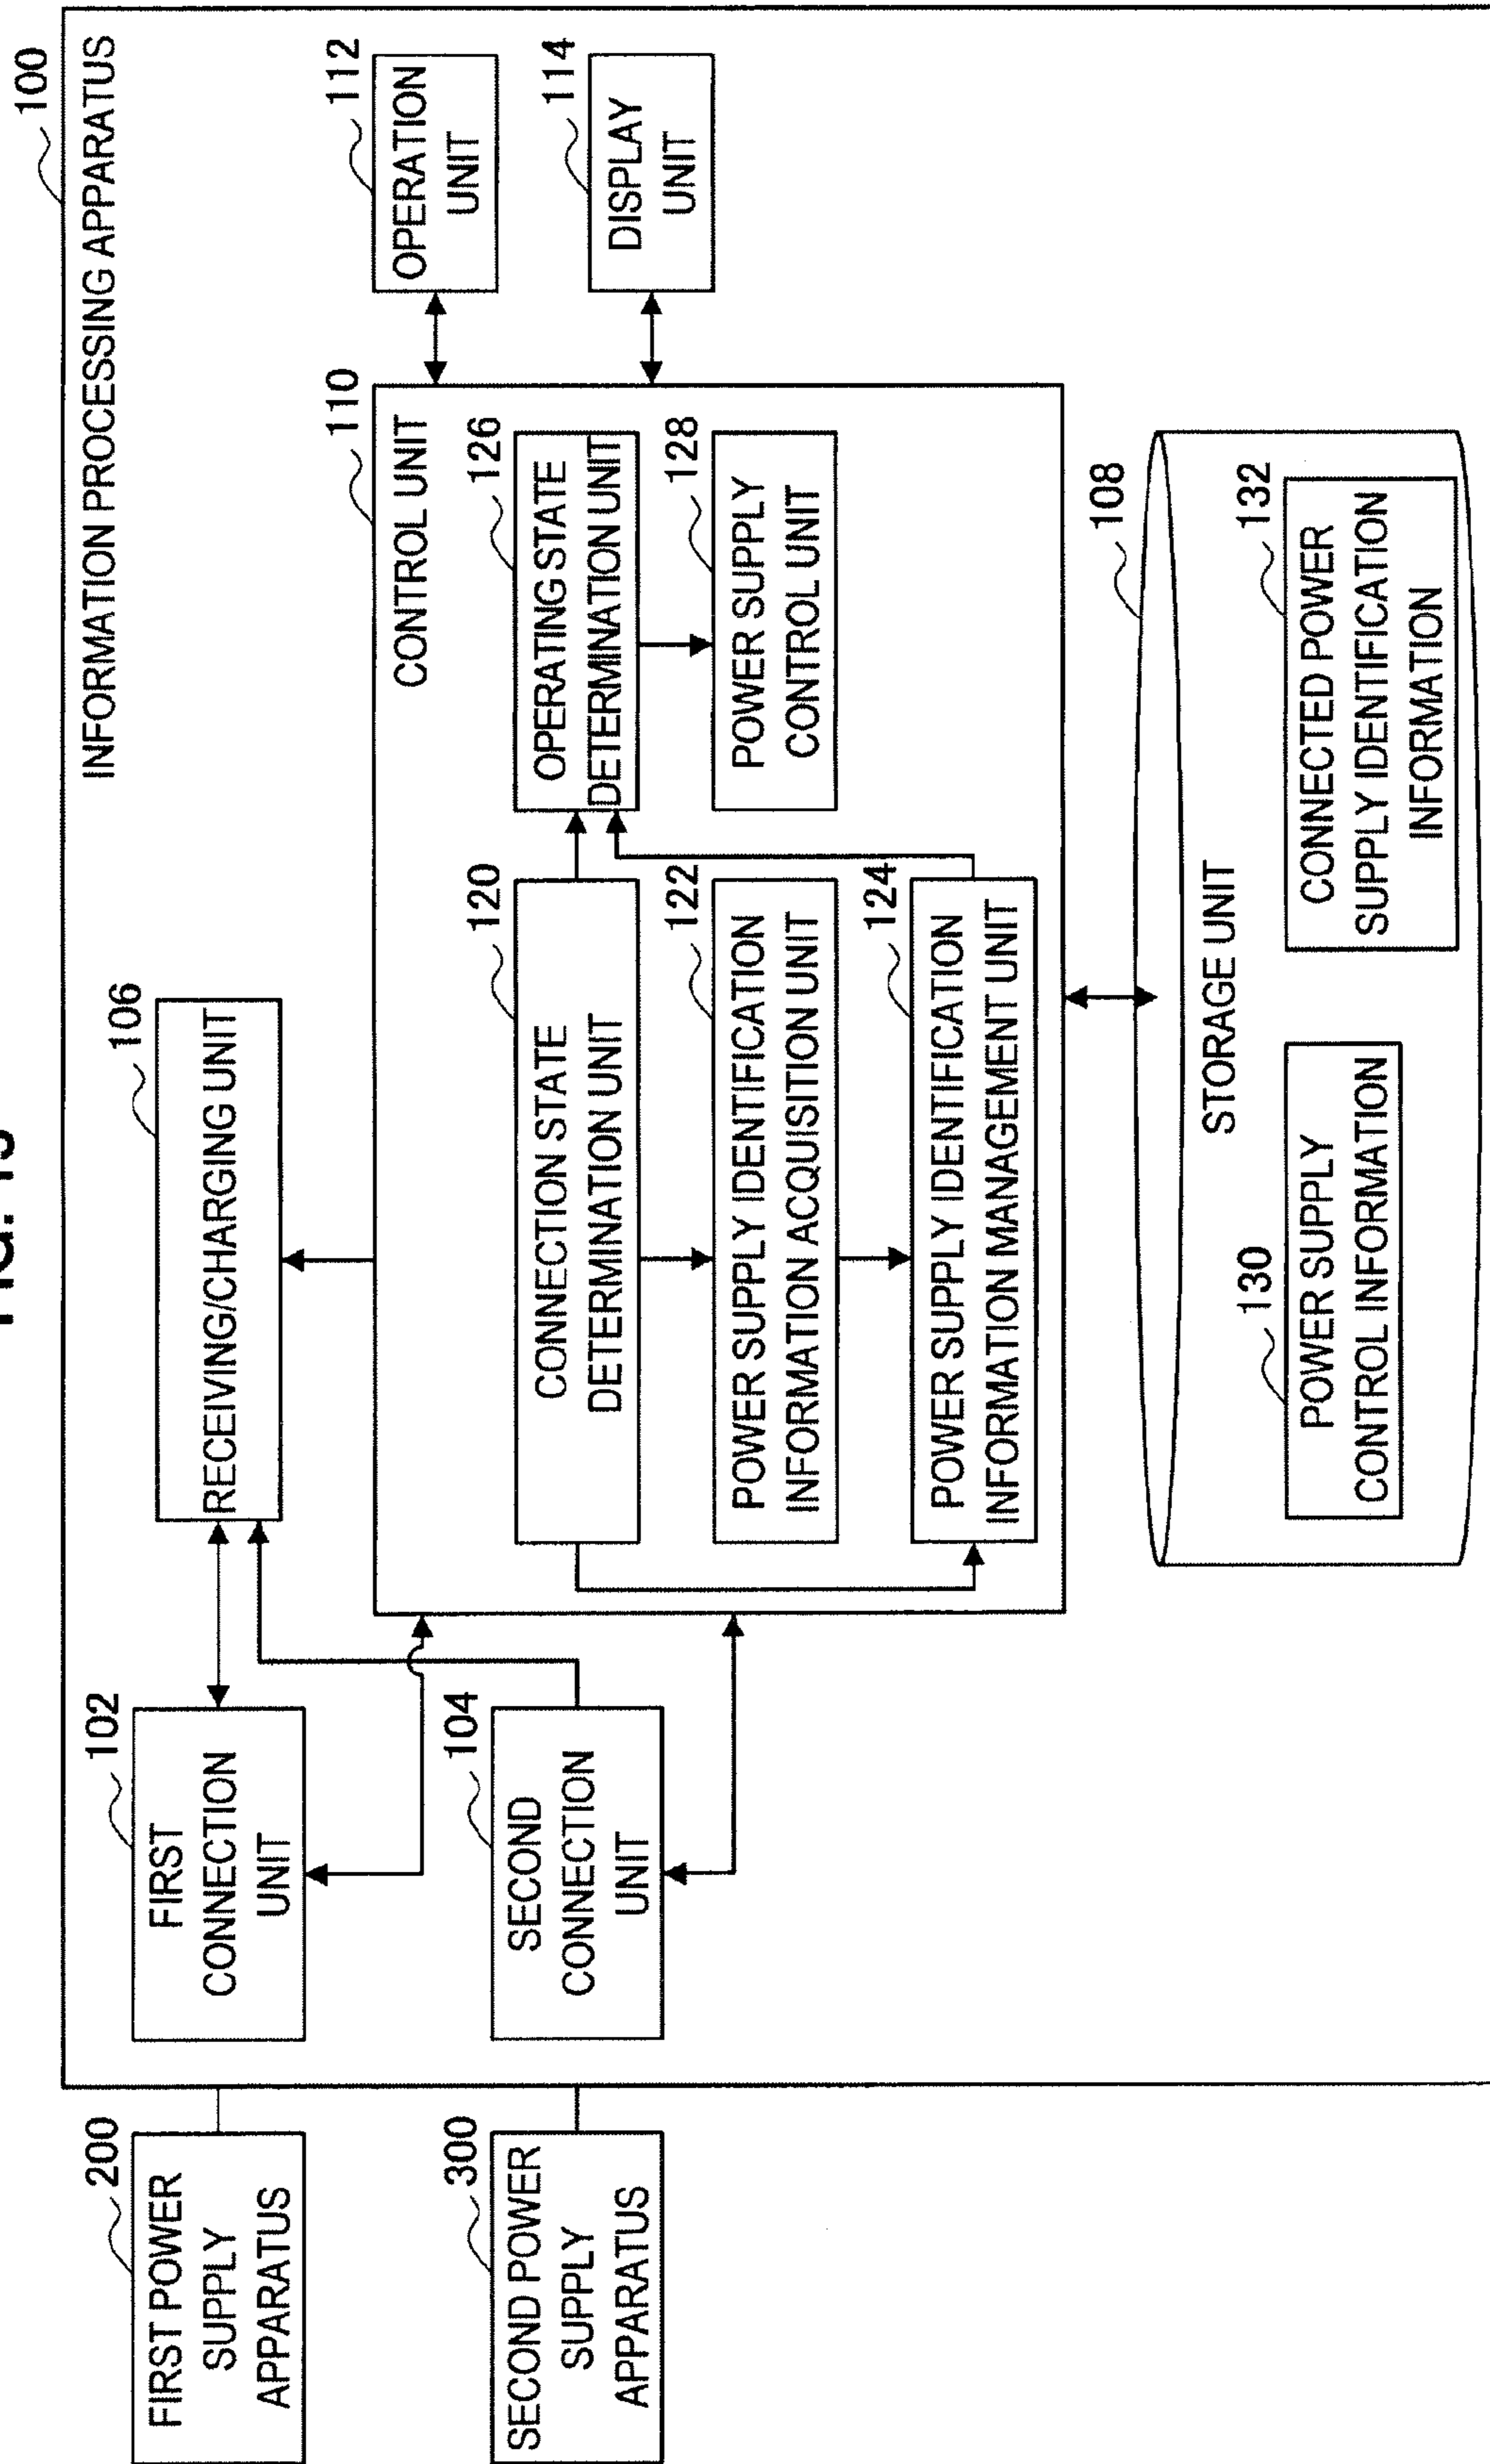 100
INFORMATION PROCESSING APPARATUS
200
FIRST POWER
SUPPLY
APPARATUS
300
SECOND POWER
SUPPLY
APPARATUS
102
FIRST
CONNECTION
UNIT
104
SECOND
CONNECTION
UNIT
106
RECEIVING/CHARGING UNIT
110
CONTROL UNIT
120
CONNECTION STATE
DETERMINATION UNIT
122
POWER SUPPLY IDENTIFICATION
INFORMATION ACQUISITION UNIT
124
POWER SUPPLY IDENTIFICATION
INFORMATION MANAGEMENT UNIT
126
OPERATING STATE
DETERMINATION UNIT
128
POWER SUPPLY
CONTROL UNIT
112
OPERATION
UNIT
114
DISPLAY
UNIT
108
STORAGE UNIT
130
POWER SUPPLY
CONTROL INFORMATION
132
CONNECTED POWER
SUPPLY IDENTIFICATION
INFORMATION